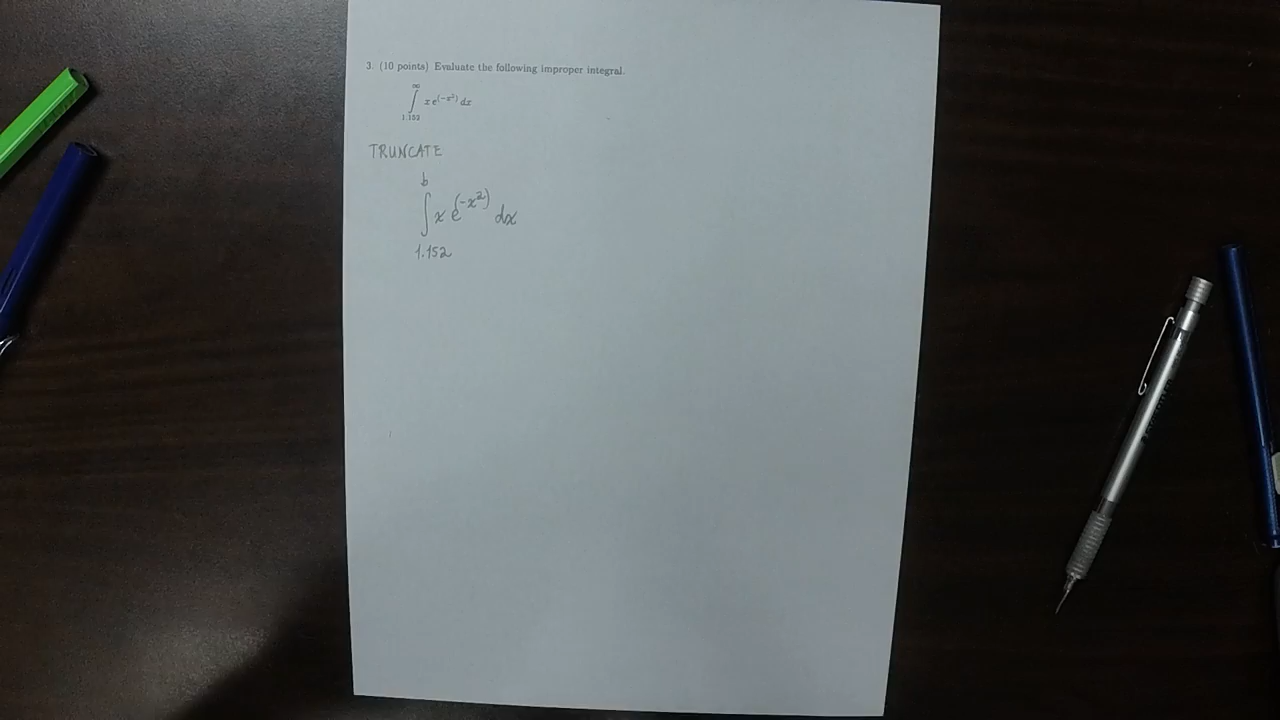 3. (10 points) Evaluate the following improper integral.
∞
∫ x e^(−x²) dx
1.152
TRUNCATE
b
∫ x e^(-x²) dx
1.152